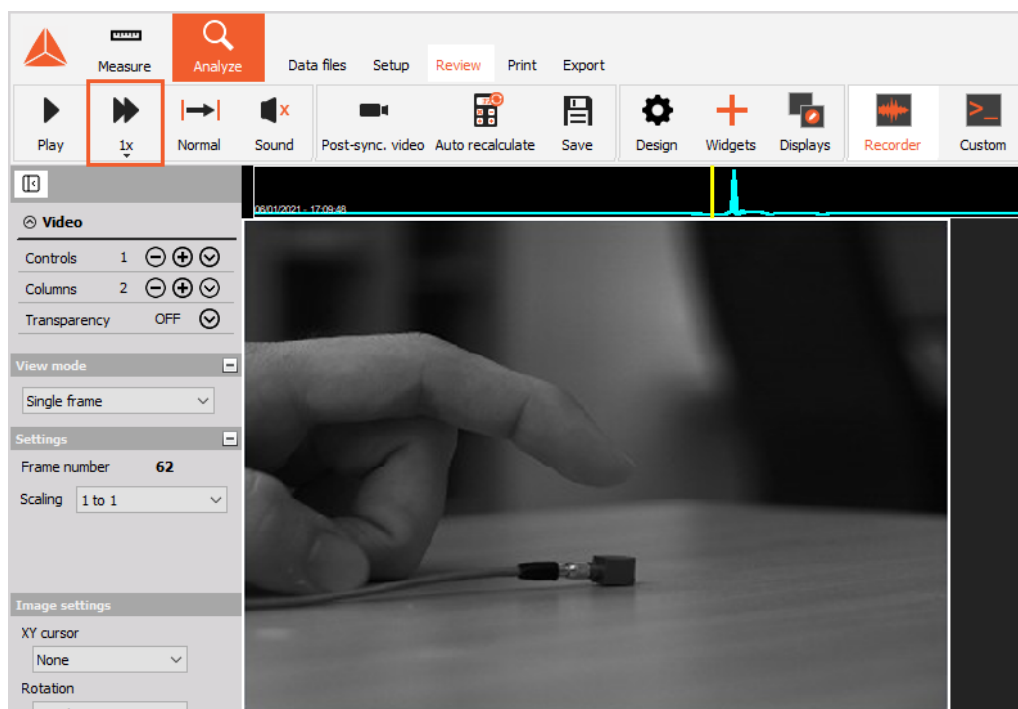 Measure
Analyze
Data files
Setup
Review
Print
Export
Play
1x
Normal
Sound
Post-sync. video
Auto recalculate
Save
Design
Widgets
Displays
Recorder
Custom
06/01/2021 - 17:09:48
Video
Controls 1
Columns 2
Transparency OFF
View mode
Single frame
Settings
Frame number 62
Scaling 1 to 1
Image settings
XY cursor
None
Rotation